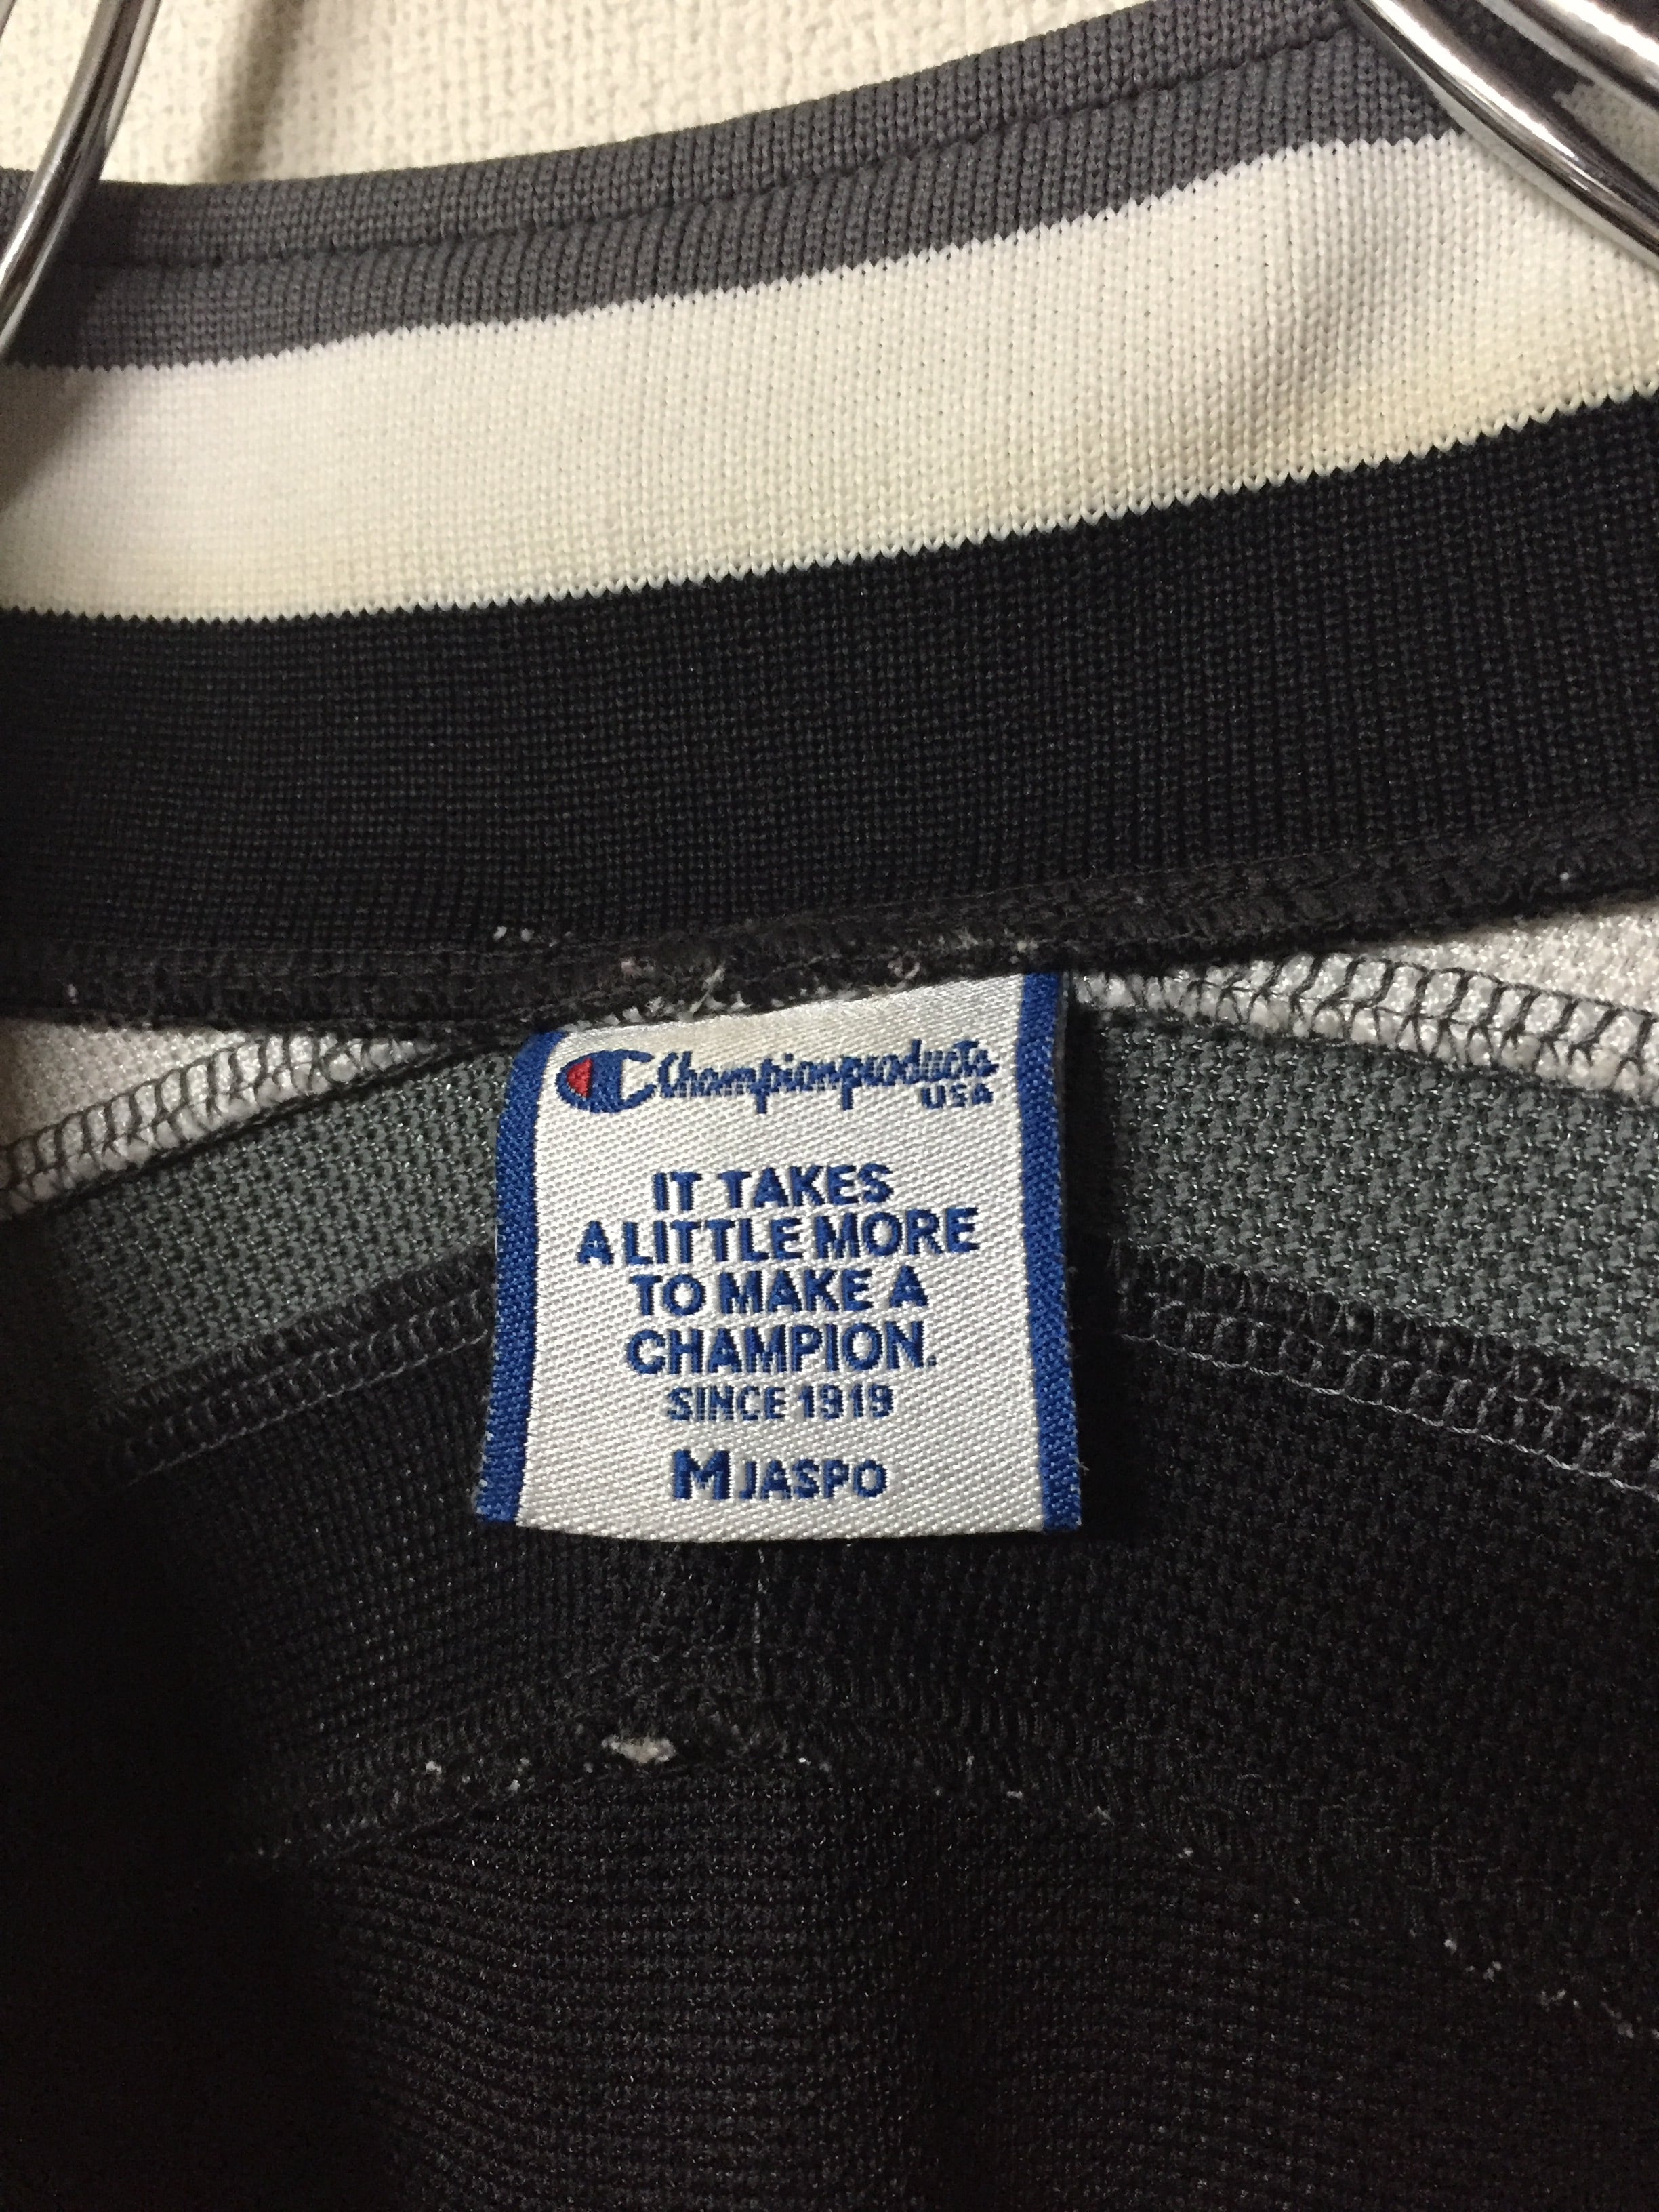 Championproducts
USA
IT TAKES
A LITTLE MORE
TO MAKE A
CHAMPION.
SINCE 1919
M JASPO